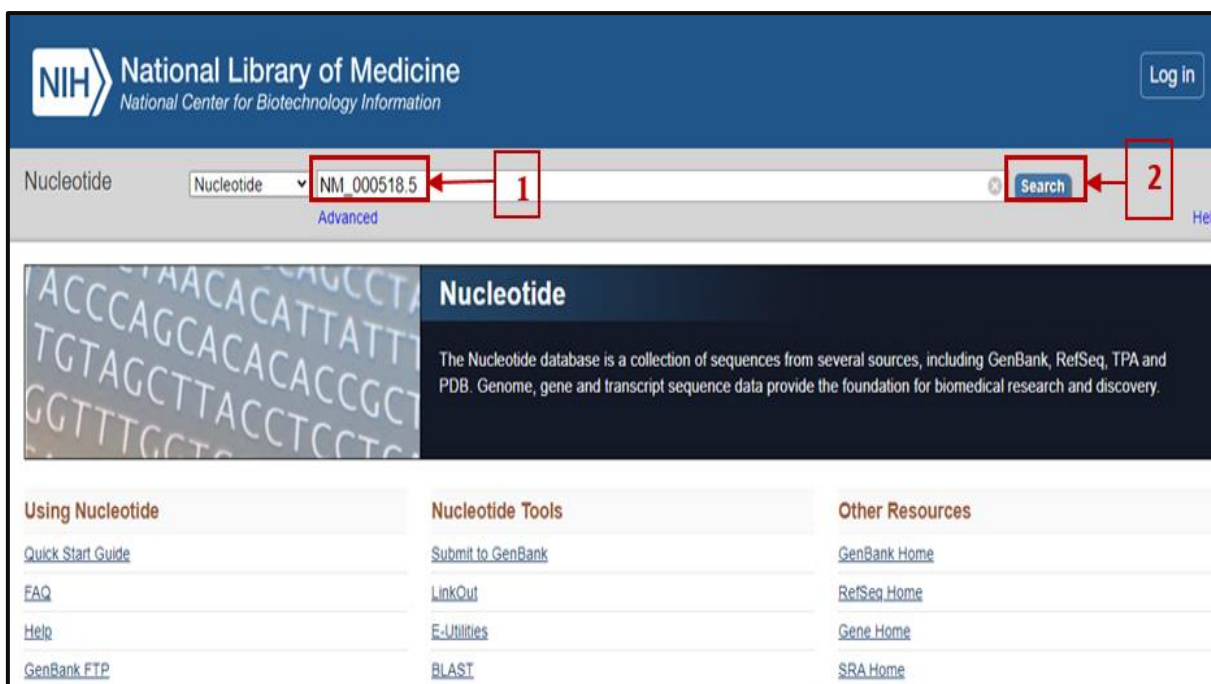 NIH National Library of Medicine
National Center for Biotechnology Information
Log in
Nucleotide Nucleotide NM_000518.5 1 Search 2
Advanced
Nucleotide
The Nucleotide database is a collection of sequences from several sources, including GenBank, RefSeq, TPA and
PDB. Genome, gene and transcript sequence data provide the foundation for biomedical research and discovery.
ACCCAGCACACATTATTT
TGTAGCTTACCTCCTG
Using Nucleotide
Quick Start Guide
FAQ
Help
GenBank FTP
Nucleotide Tools
Submit to GenBank
LinkOut
E-Utilities
BLAST
Other Resources
GenBank Home
RefSeq Home
Gene Home
SRA Home